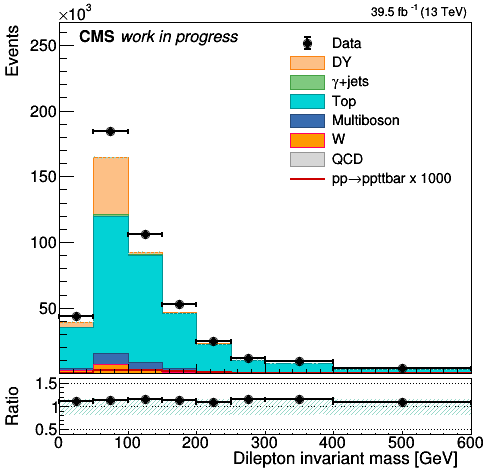 ×10³
39.5 fb⁻¹ (13 TeV)
CMS work in progress
Events
250
200
150
100
50
Data
DY
γ+jets
Top
Multiboson
W
QCD
pp→ppttbar x 1000
Ratio
1.5
1
0.5
0 100 200 300 400 500 600
Dilepton invariant mass [GeV]